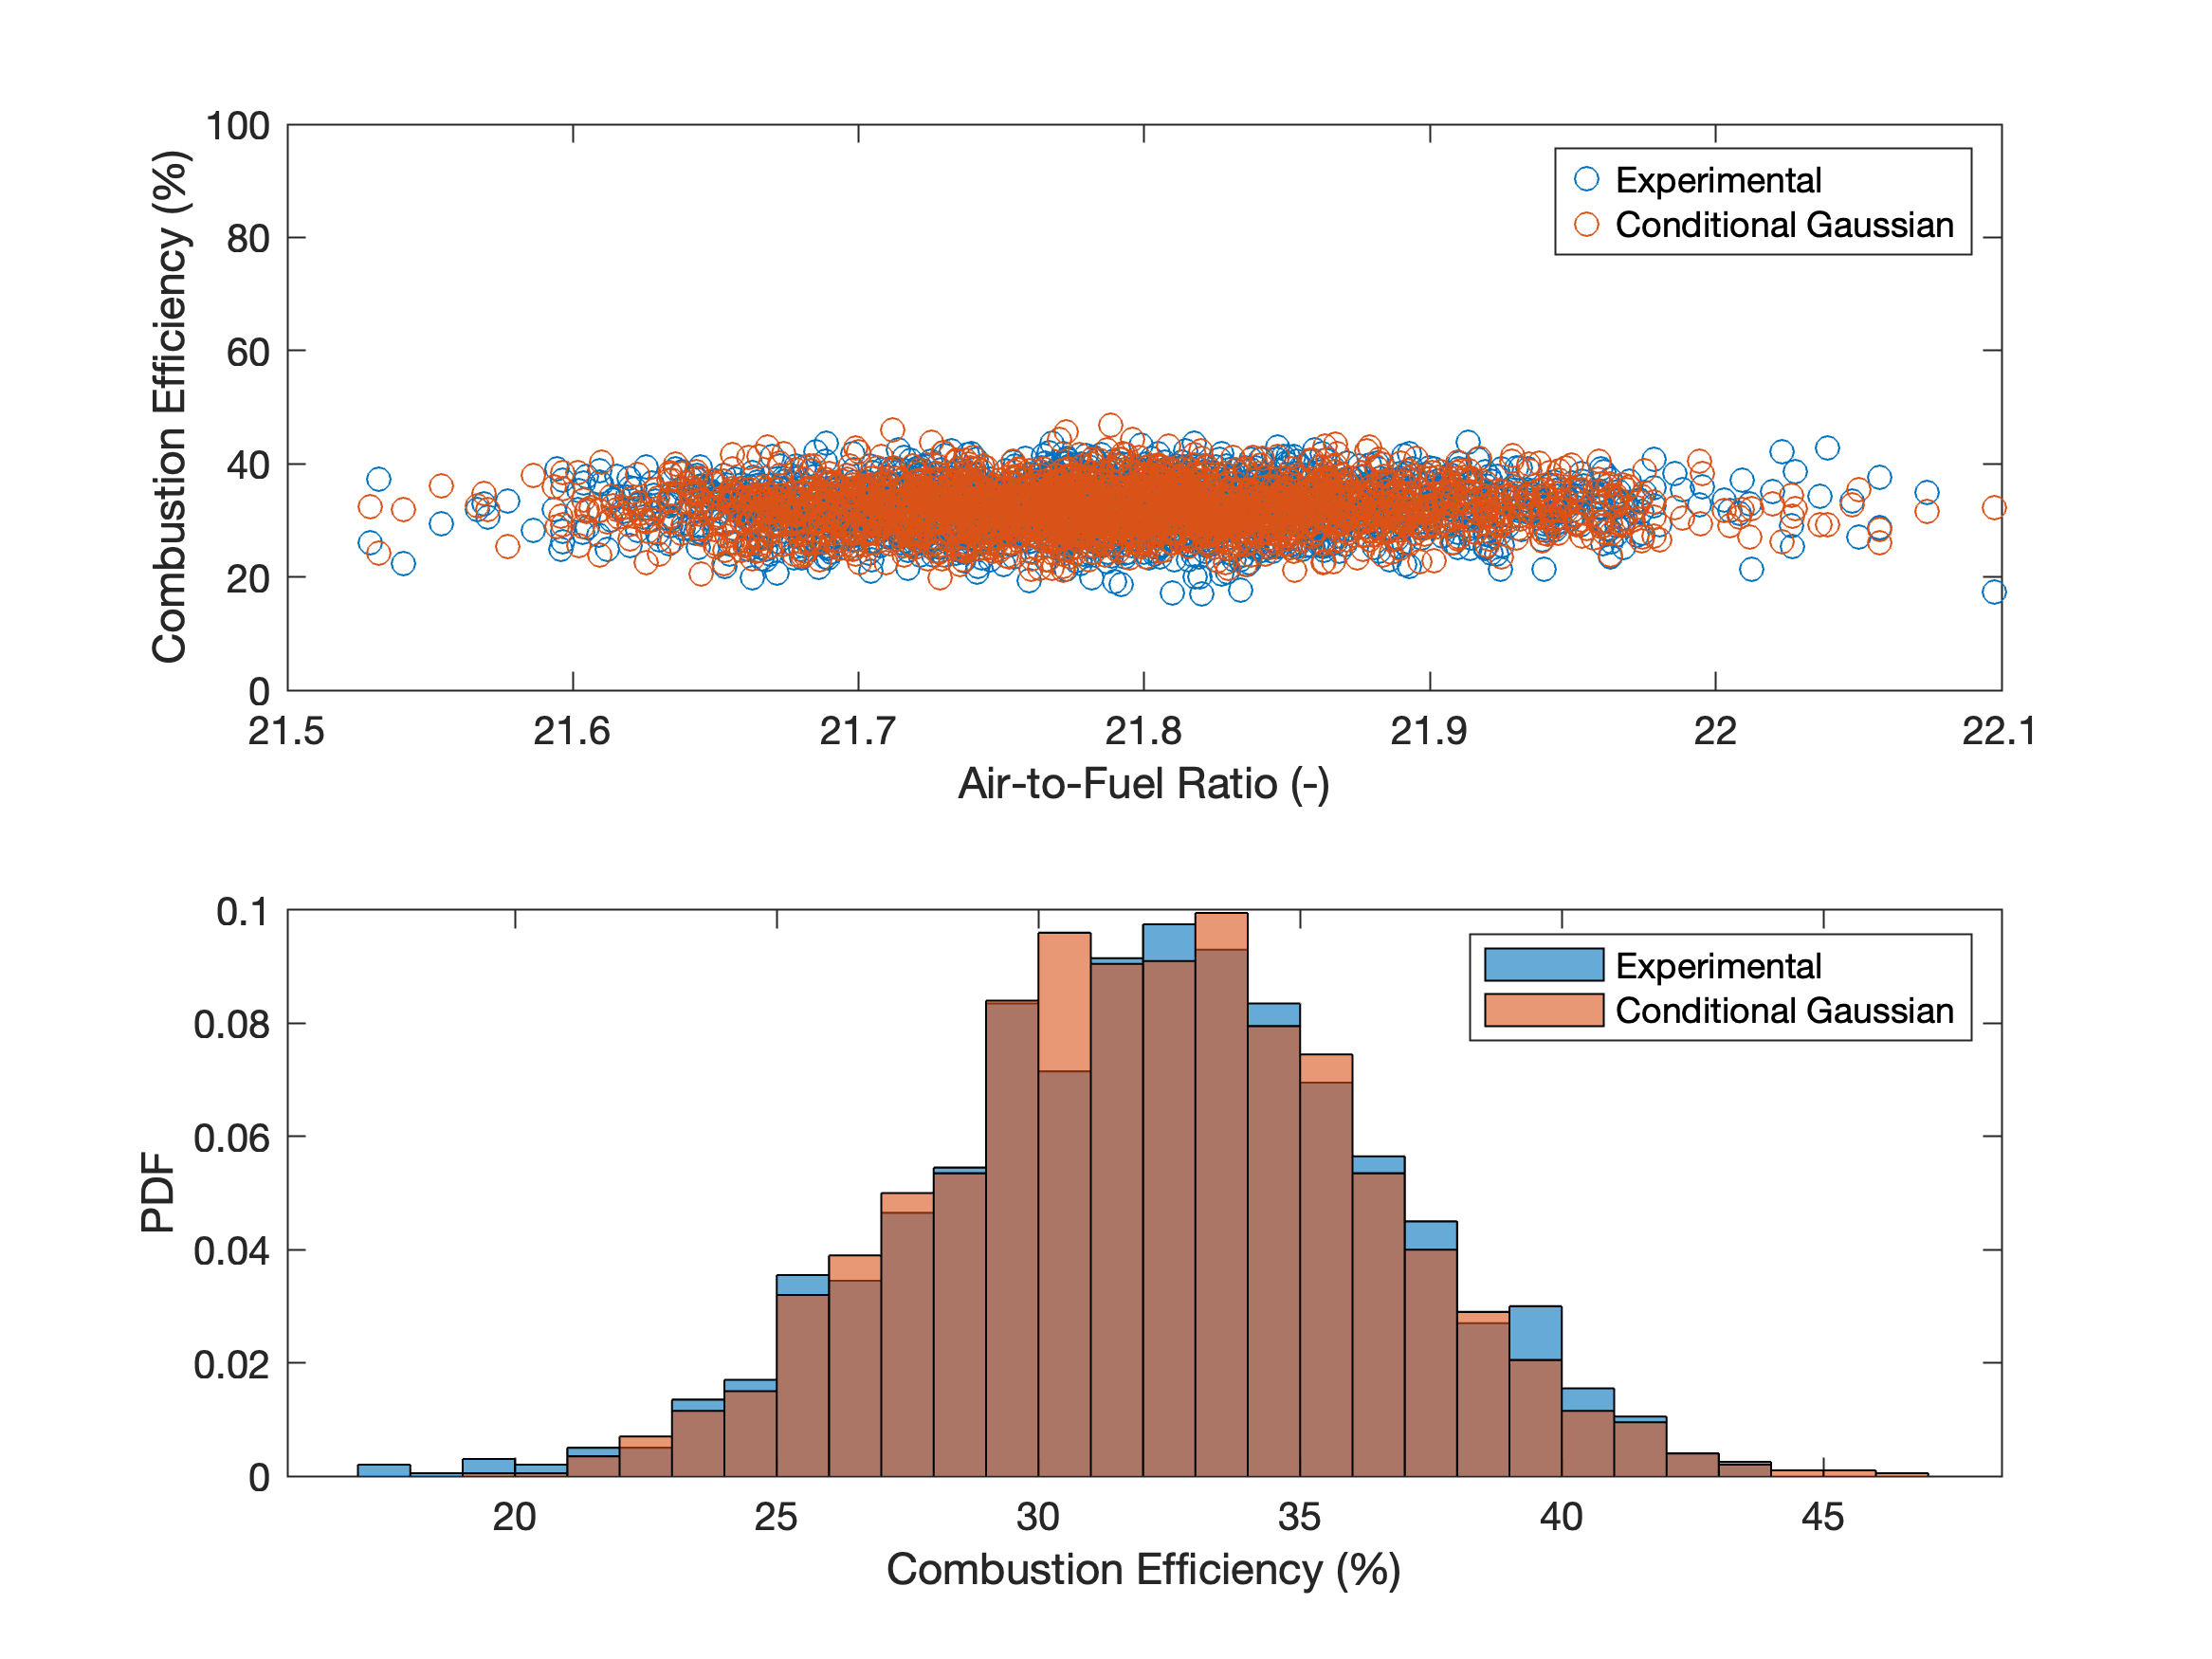 100
80
60
40
20
0
Combustion Efficiency (%)
Experimental
Conditional Gaussian
21.5 21.6 21.7 21.8 21.9 22 22.1
Air-to-Fuel Ratio (-)
0.1
0.08
0.06
0.04
0.02
0
PDF
Experimental
Conditional Gaussian
20 25 30 35 40 45
Combustion Efficiency (%)